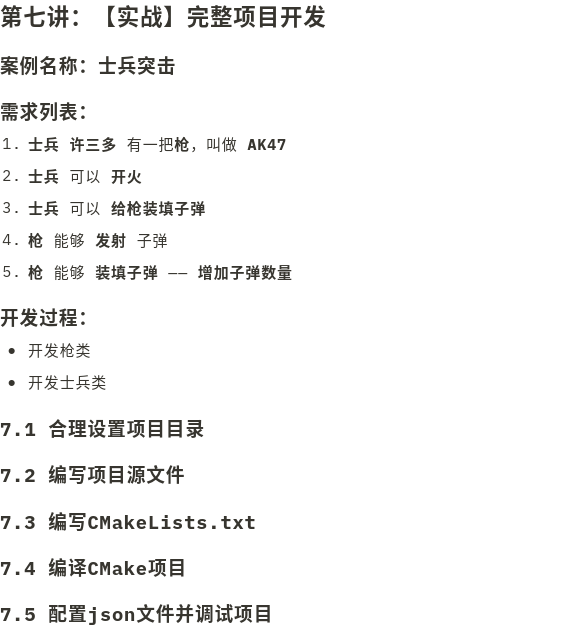 第七讲：【实战】完整项目开发
案例名称：士兵突击
需求列表：
1. 士兵 许三多 有一把枪，叫做 AK47
2. 士兵 可以 开火
3. 士兵 可以 给枪装填子弹
4. 枪 能够 发射 子弹
5. 枪 能够 装填子弹 —— 增加子弹数量
开发过程：
• 开发枪类
• 开发士兵类
7.1 合理设置项目目录
7.2 编写项目源文件
7.3 编写CMakeLists.txt
7.4 编译CMake项目
7.5 配置json文件并调试项目